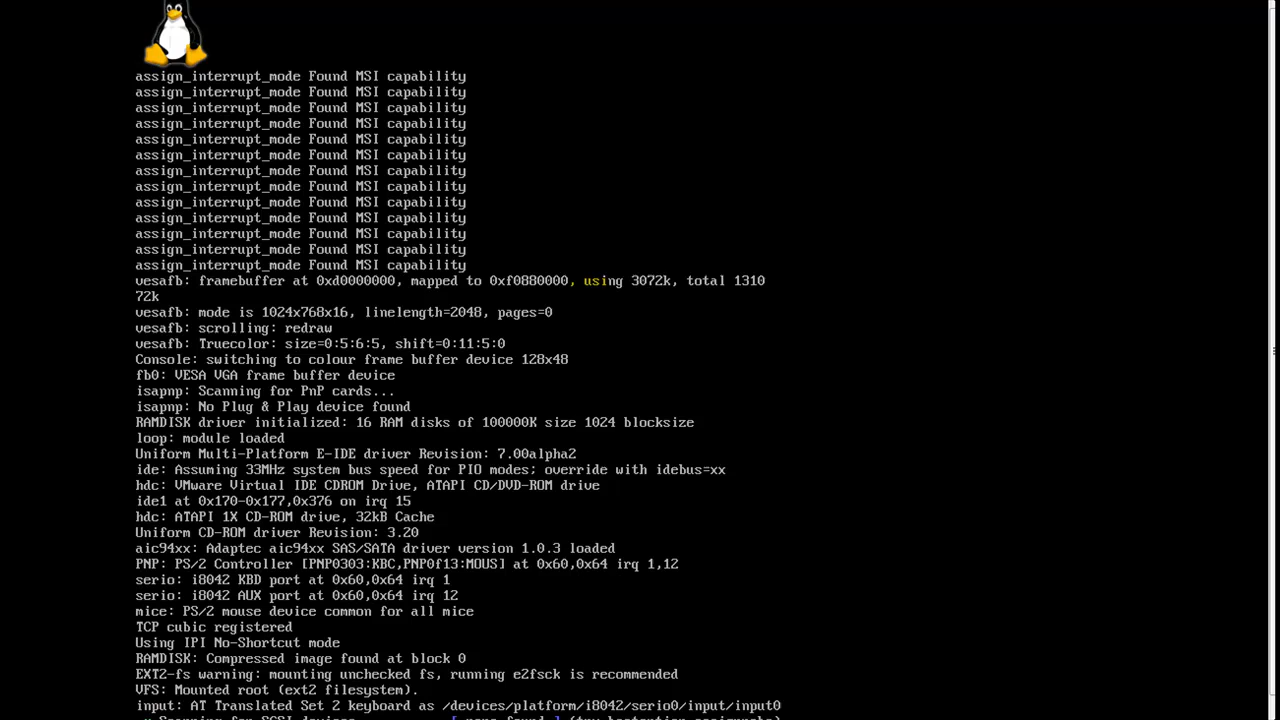 assign_interrupt_mode Found MSI capability
assign_interrupt_mode Found MSI capability
assign_interrupt_mode Found MSI capability
assign_interrupt_mode Found MSI capability
assign_interrupt_mode Found MSI capability
assign_interrupt_mode Found MSI capability
assign_interrupt_mode Found MSI capability
assign_interrupt_mode Found MSI capability
assign_interrupt_mode Found MSI capability
assign_interrupt_mode Found MSI capability
assign_interrupt_mode Found MSI capability
assign_interrupt_mode Found MSI capability
assign_interrupt_mode Found MSI capability
vesafb: framebuffer at 0xd0000000, mapped to 0xf0880000, using 3072k, total 1310
72k
vesafb: mode is 1024x768x16, linelength=2048, pages=0
vesafb: scrolling: redraw
vesafb: Truecolor: size=0:5:6:5, shift=0:11:5:0
Console: switching to colour frame buffer device 128x48
fb0: VESA VGA frame buffer device
isapnp: Scanning for PnP cards...
isapnp: No Plug & Play device found
RAMDISK driver initialized: 16 RAM disks of 100000K size 1024 blocksize
loop: module loaded
Uniform Multi-Platform E-IDE driver Revision: 7.00alpha2
ide: Assuming 33MHz system bus speed for PIO modes; override with idebus=xx
hdc: VMware Virtual IDE CDROM Drive, ATAPI CD/DVD-ROM drive
ide1 at 0x170-0x177,0x376 on irq 15
hdc: ATAPI 1X CD-ROM drive, 32kB Cache
Uniform CD-ROM driver Revision: 3.20
aic94xx: Adaptec aic94xx SAS/SATA driver version 1.0.3 loaded
PNP: PS/2 Controller [PNP0303:KBC,PNP0f13:MOUS] at 0x60,0x64 irq 1,12
serio: i8042 KBD port at 0x60,0x64 irq 1
serio: i8042 AUX port at 0x60,0x64 irq 12
mice: PS/2 mouse device common for all mice
TCP cubic registered
Using IPI No-Shortcut mode
RAMDISK: Compressed image found at block 0
EXT2-fs warning: mounting unchecked fs, running e2fsck is recommended
VFS: Mounted root (ext2 filesystem).
input: AT Translated Set 2 keyboard as /devices/platform/i8042/serio0/input/input0